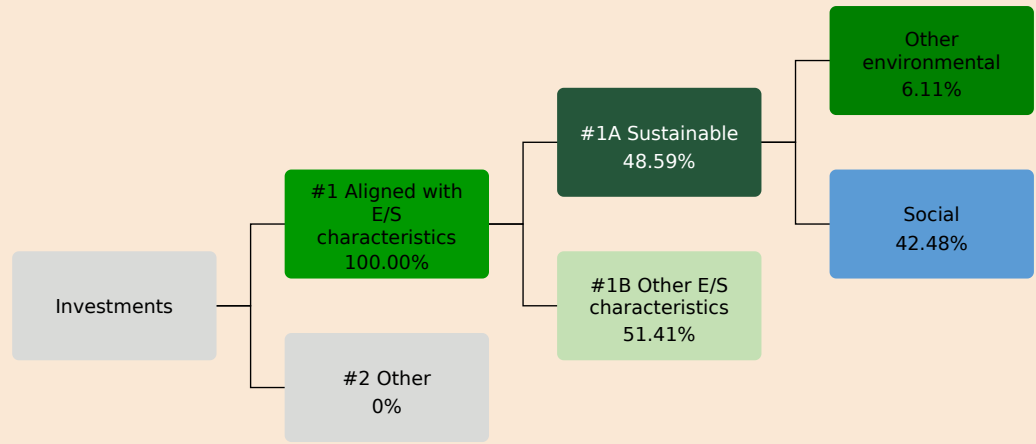 Investments
#1 Aligned with
E/S
characteristics
100.00%
#2 Other
0%
#1A Sustainable
48.59%
#1B Other E/S
characteristics
51.41%
Other
environmental
6.11%
Social
42.48%